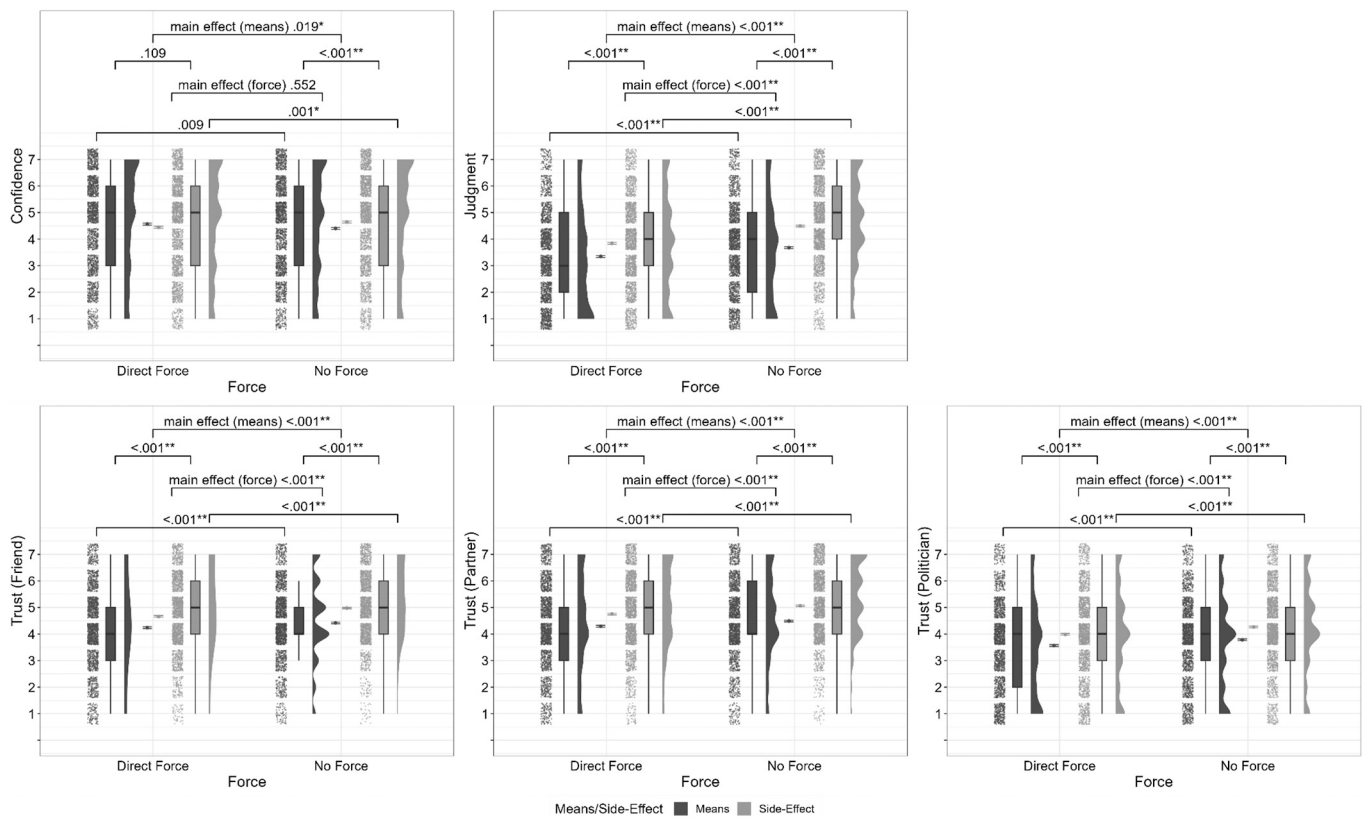 main effect (means) .019*
.109
<.001**
main effect (force) .552
.001*
.009
Confidence
7
6
5
4
3
2
1
Direct Force
No Force
Force
main effect (means) <.001**
<.001**
<.001**
main effect (force) <.001**
<.001**
<.001**
Judgment
7
6
5
4
3
2
1
Direct Force
No Force
Force
main effect (means) <.001**
<.001**
<.001**
main effect (force) <.001**
<.001**
<.001**
Trust (Friend)
7
6
5
4
3
2
1
Direct Force
No Force
Force
main effect (means) <.001**
<.001**
<.001**
main effect (force) <.001**
<.001**
<.001**
Trust (Partner)
7
6
5
4
3
2
1
Direct Force
No Force
Force
main effect (means) <.001**
<.001**
<.001**
main effect (force) <.001**
<.001**
<.001**
Trust (Politician)
7
6
5
4
3
2
1
Direct Force
No Force
Force
Means/Side-Effect Means Side-Effect